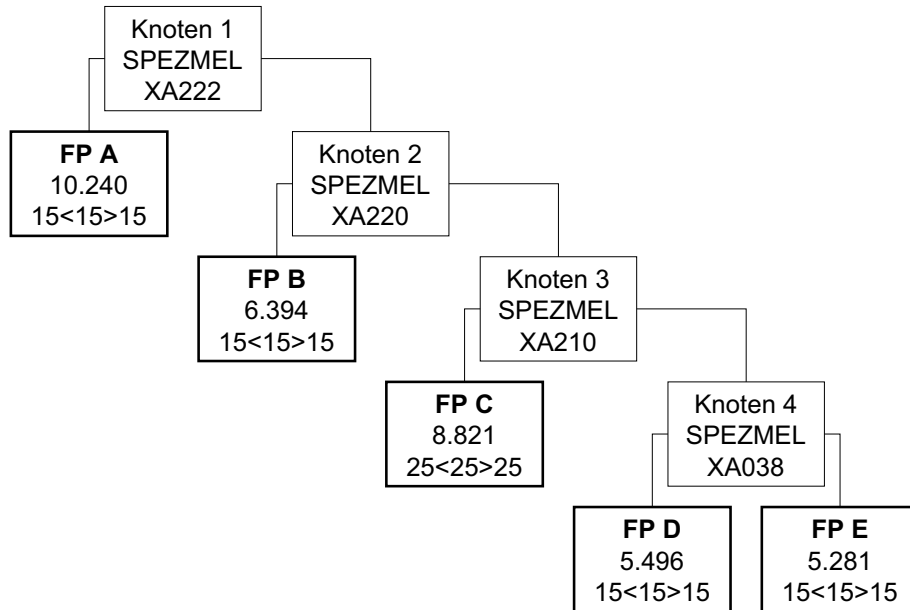 Knoten 1
SPEZMEL
XA222
FP A
10.240
15<15>15
Knoten 2
SPEZMEL
XA220
FP B
6.394
15<15>15
Knoten 3
SPEZMEL
XA210
FP C
8.821
25<25>25
Knoten 4
SPEZMEL
XA038
FP D
5.496
15<15>15
FP E
5.281
15<15>15